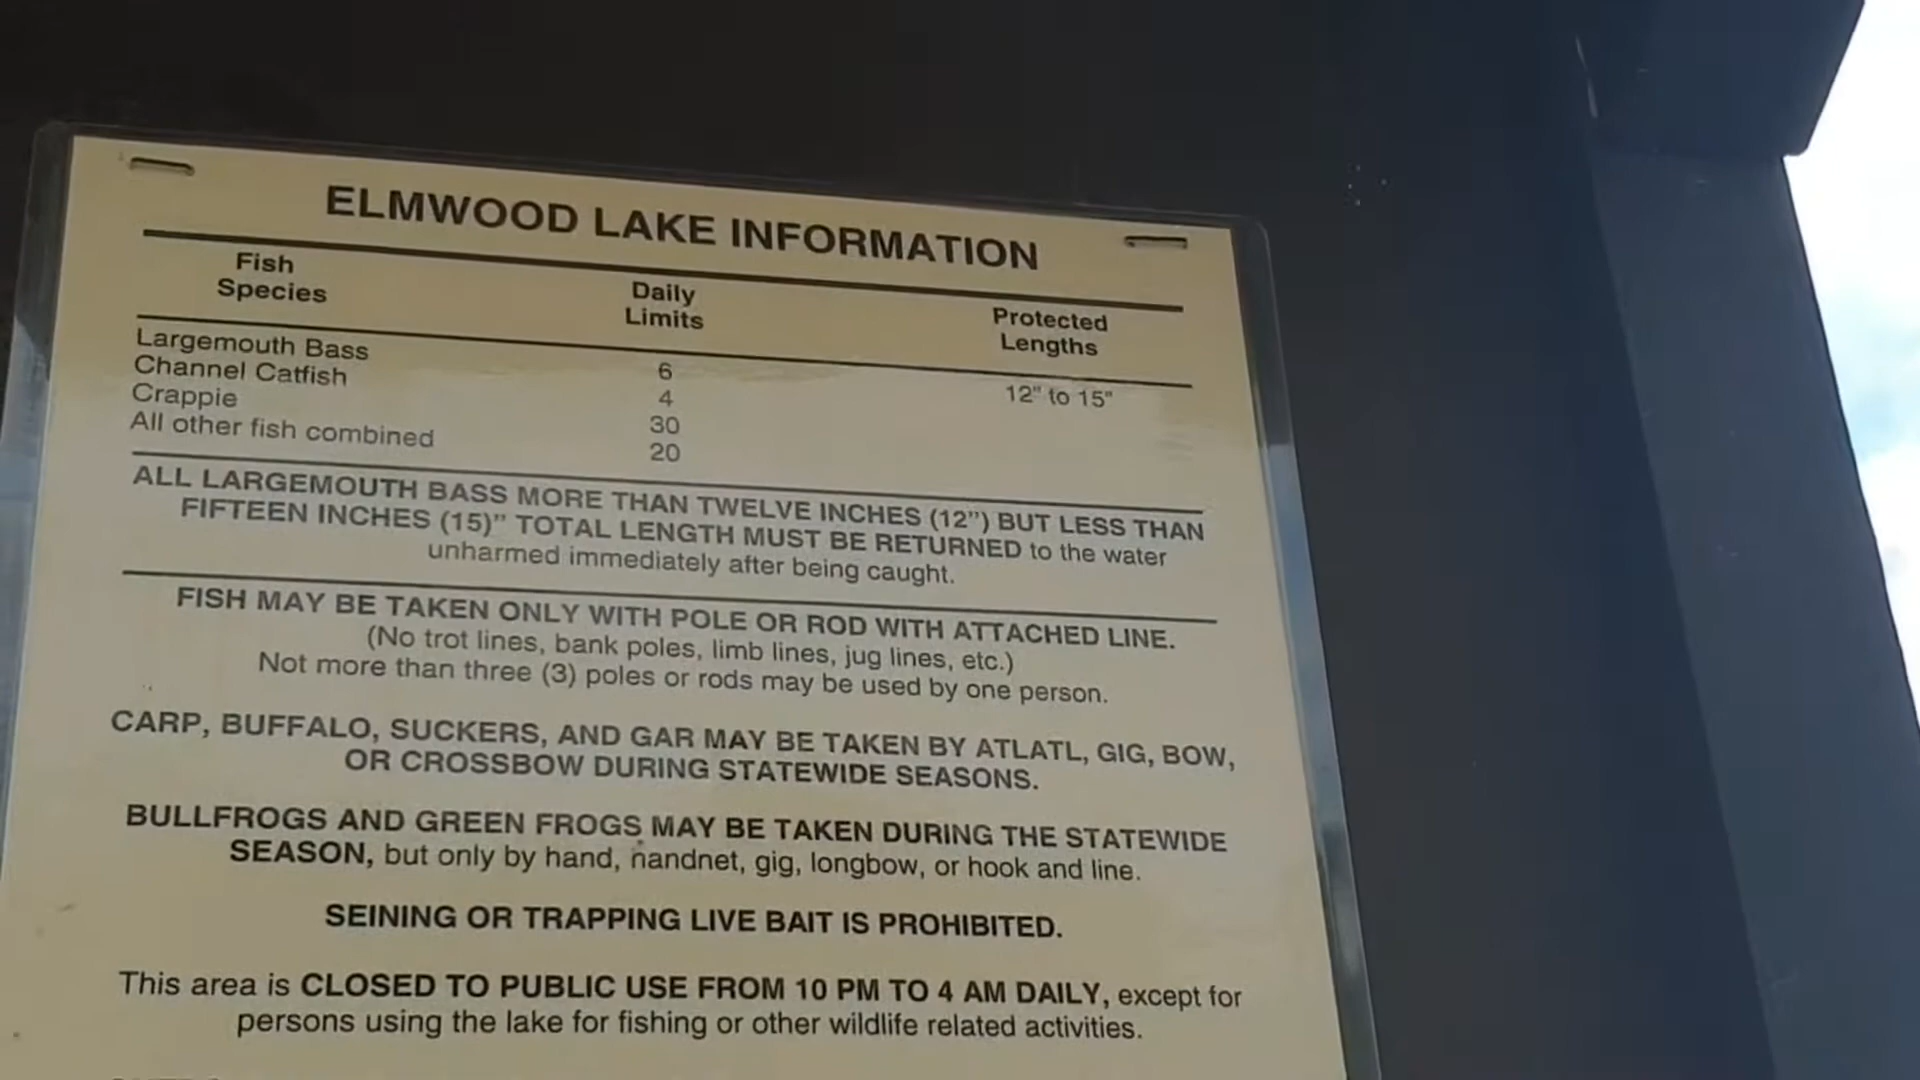 ELMWOOD LAKE INFORMATION
Fish Species Daily Limits Protected Lengths
Largemouth Bass 6 12" to 15"
Channel Catfish 4
Crappie 30
All other fish combined 20
ALL LARGEMOUTH BASS MORE THAN TWELVE INCHES (12") BUT LESS THAN
FIFTEEN INCHES (15)" TOTAL LENGTH MUST BE RETURNED to the water
unharmed immediately after being caught.
FISH MAY BE TAKEN ONLY WITH POLE OR ROD WITH ATTACHED LINE.
(No trot lines, bank poles, limb lines, jug lines, etc.)
Not more than three (3) poles or rods may be used by one person.
CARP, BUFFALO, SUCKERS, AND GAR MAY BE TAKEN BY ATLATL, GIG, BOW,
OR CROSSBOW DURING STATEWIDE SEASONS.
BULLFROGS AND GREEN FROGS MAY BE TAKEN DURING THE STATEWIDE
SEASON, but only by hand, handnet, gig, longbow, or hook and line.
SEINING OR TRAPPING LIVE BAIT IS PROHIBITED.
This area is CLOSED TO PUBLIC USE FROM 10 PM TO 4 AM DAILY, except for
persons using the lake for fishing or other wildlife related activities.